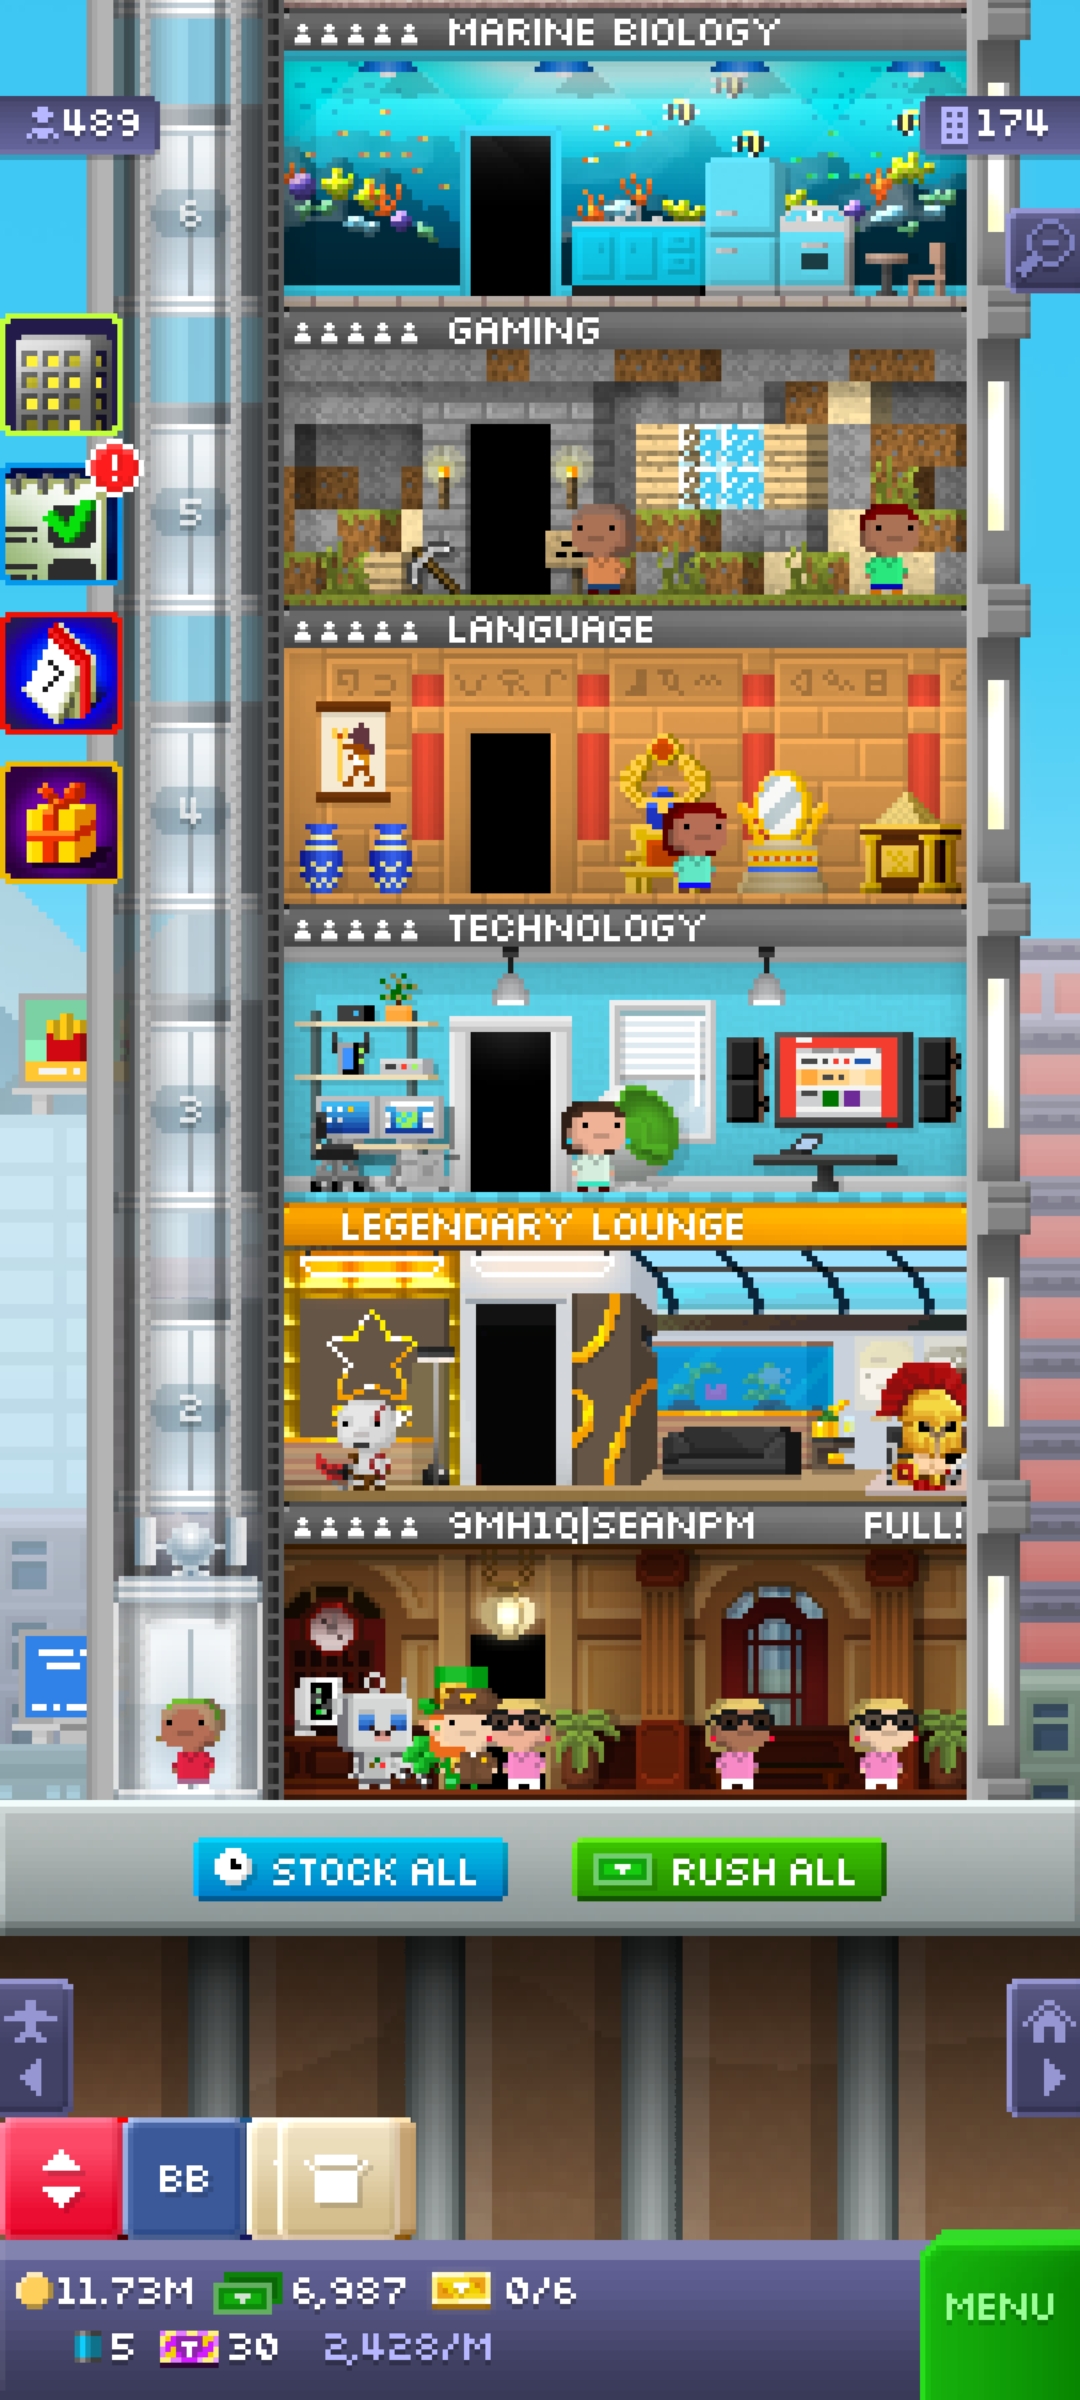 MARINE BIOLOGY
489
174
6
GAMING
5
LANGUAGE
4
TECHNOLOGY
3
LEGENDARY LOUNGE
2
9MH1Q|SEANPM FULL!
STOCK ALL
RUSH ALL
BB
11.73M 6,987 0/6
MENU
5 30 2,428/M